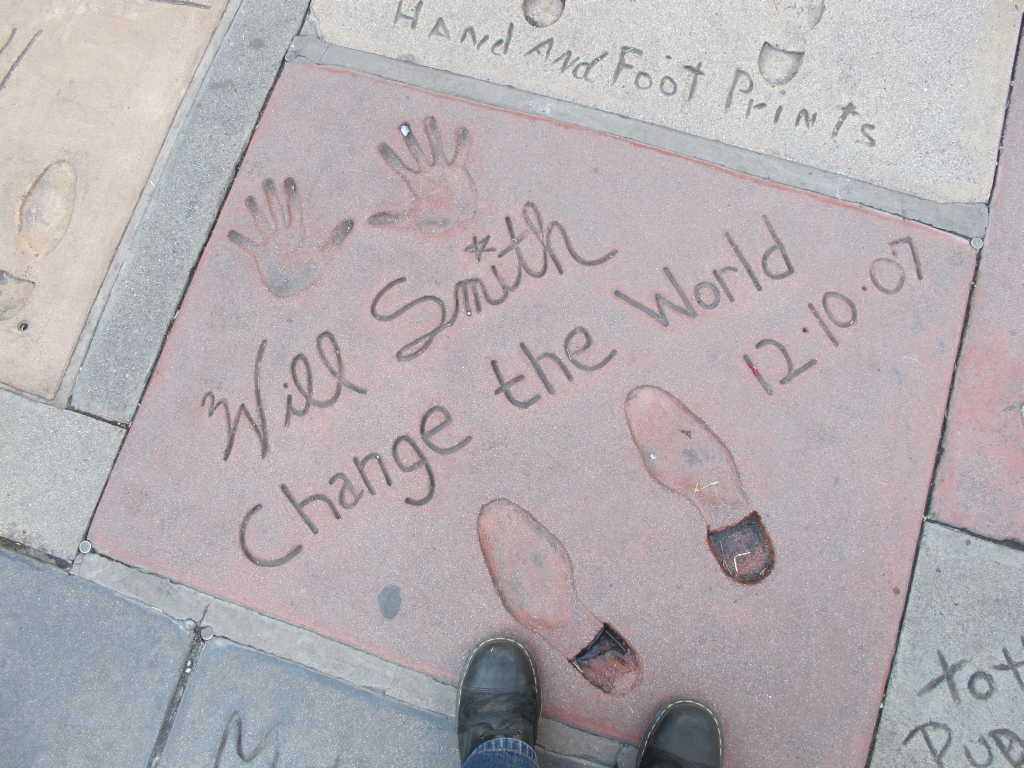 Hand And Foot Prints
Will Smith
Change the World
12·10·07